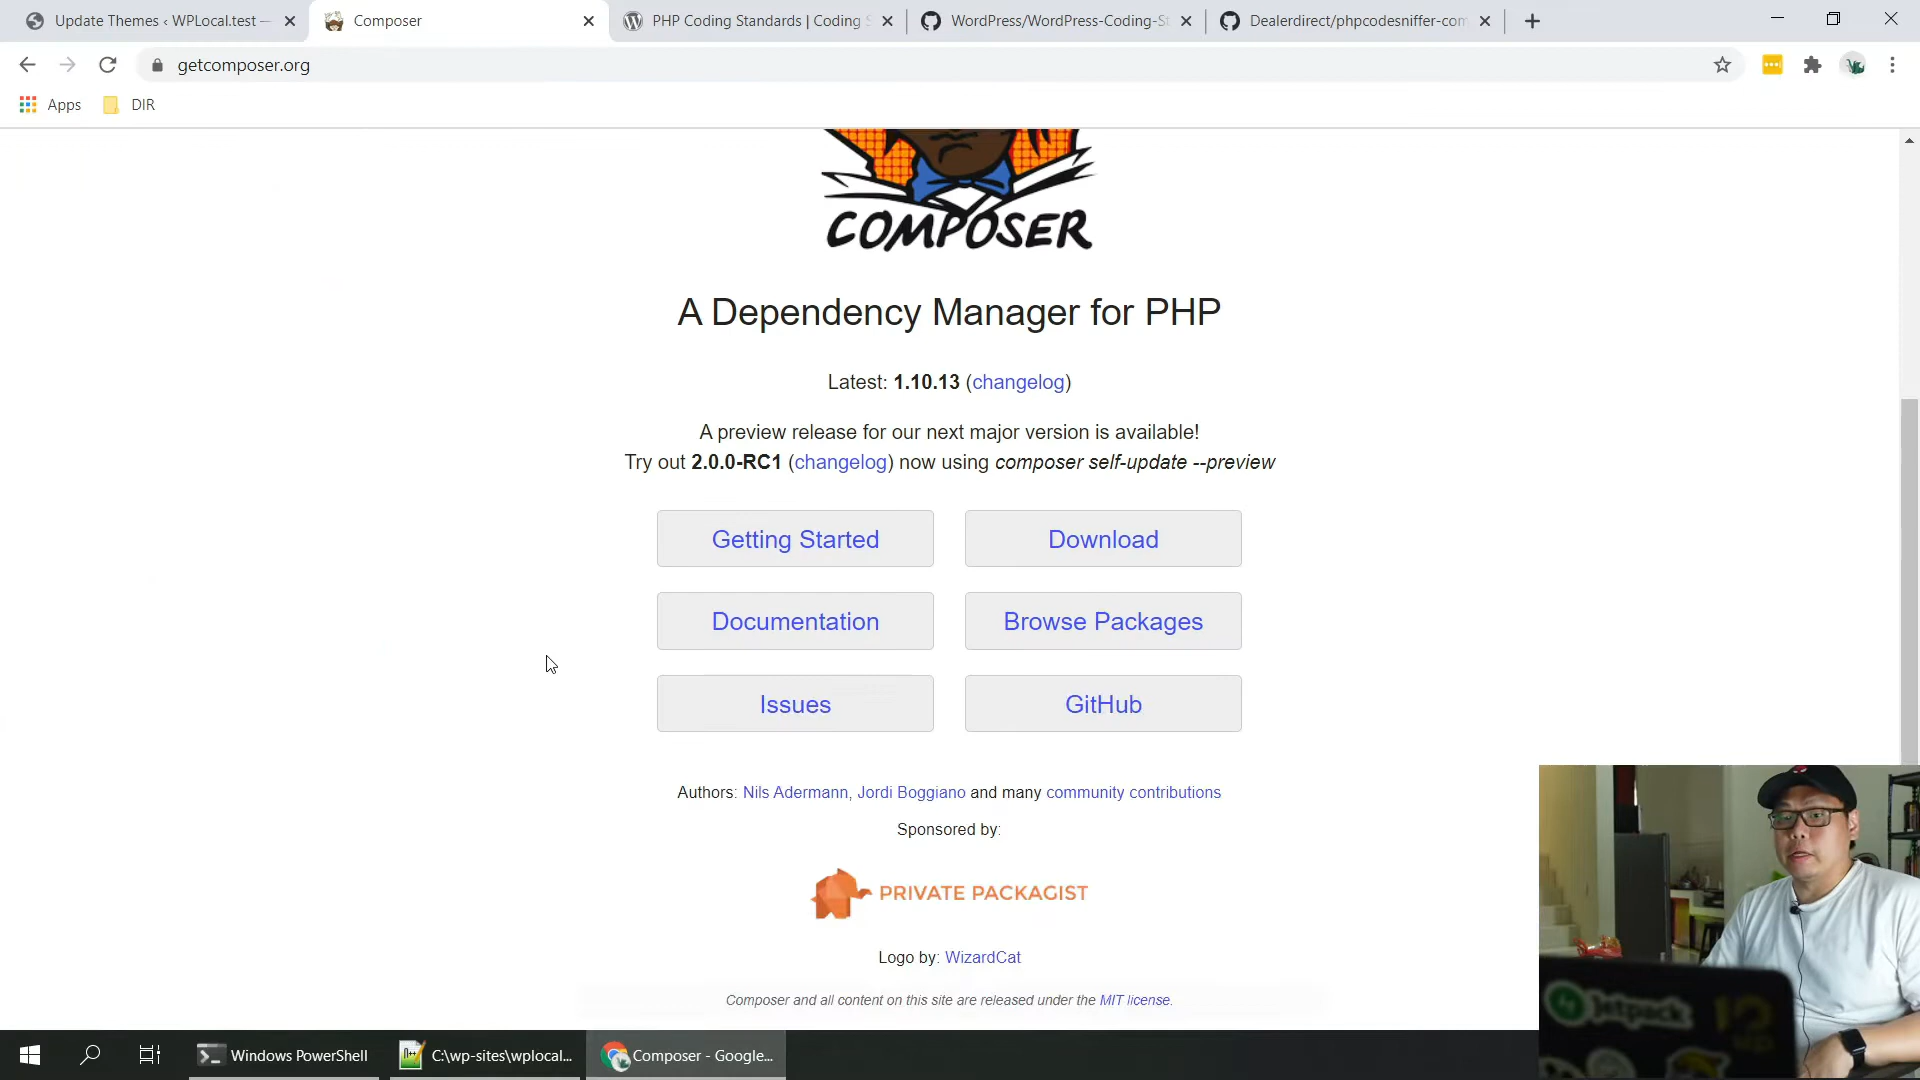 Update Themes ‹ WPLocal.test —
Composer
PHP Coding Standards | Coding S
WordPress/WordPress-Coding-St
Dealerdirect/phpcodesniffer-com
getcomposer.org
Apps
DIR
COMPOSER
A Dependency Manager for PHP
Latest: 1.10.13 (changelog)
A preview release for our next major version is available!
Try out 2.0.0-RC1 (changelog) now using composer self-update --preview
Getting Started
Download
Documentation
Browse Packages
Issues
GitHub
Authors: Nils Adermann, Jordi Boggiano and many community contributions
Sponsored by:
PRIVATE PACKAGIST
Logo by: WizardCat
Composer and all content on this site are released under the MIT license.
Jetpack
Windows PowerShell
C:\wp-sites\wplocal...
Composer - Google...